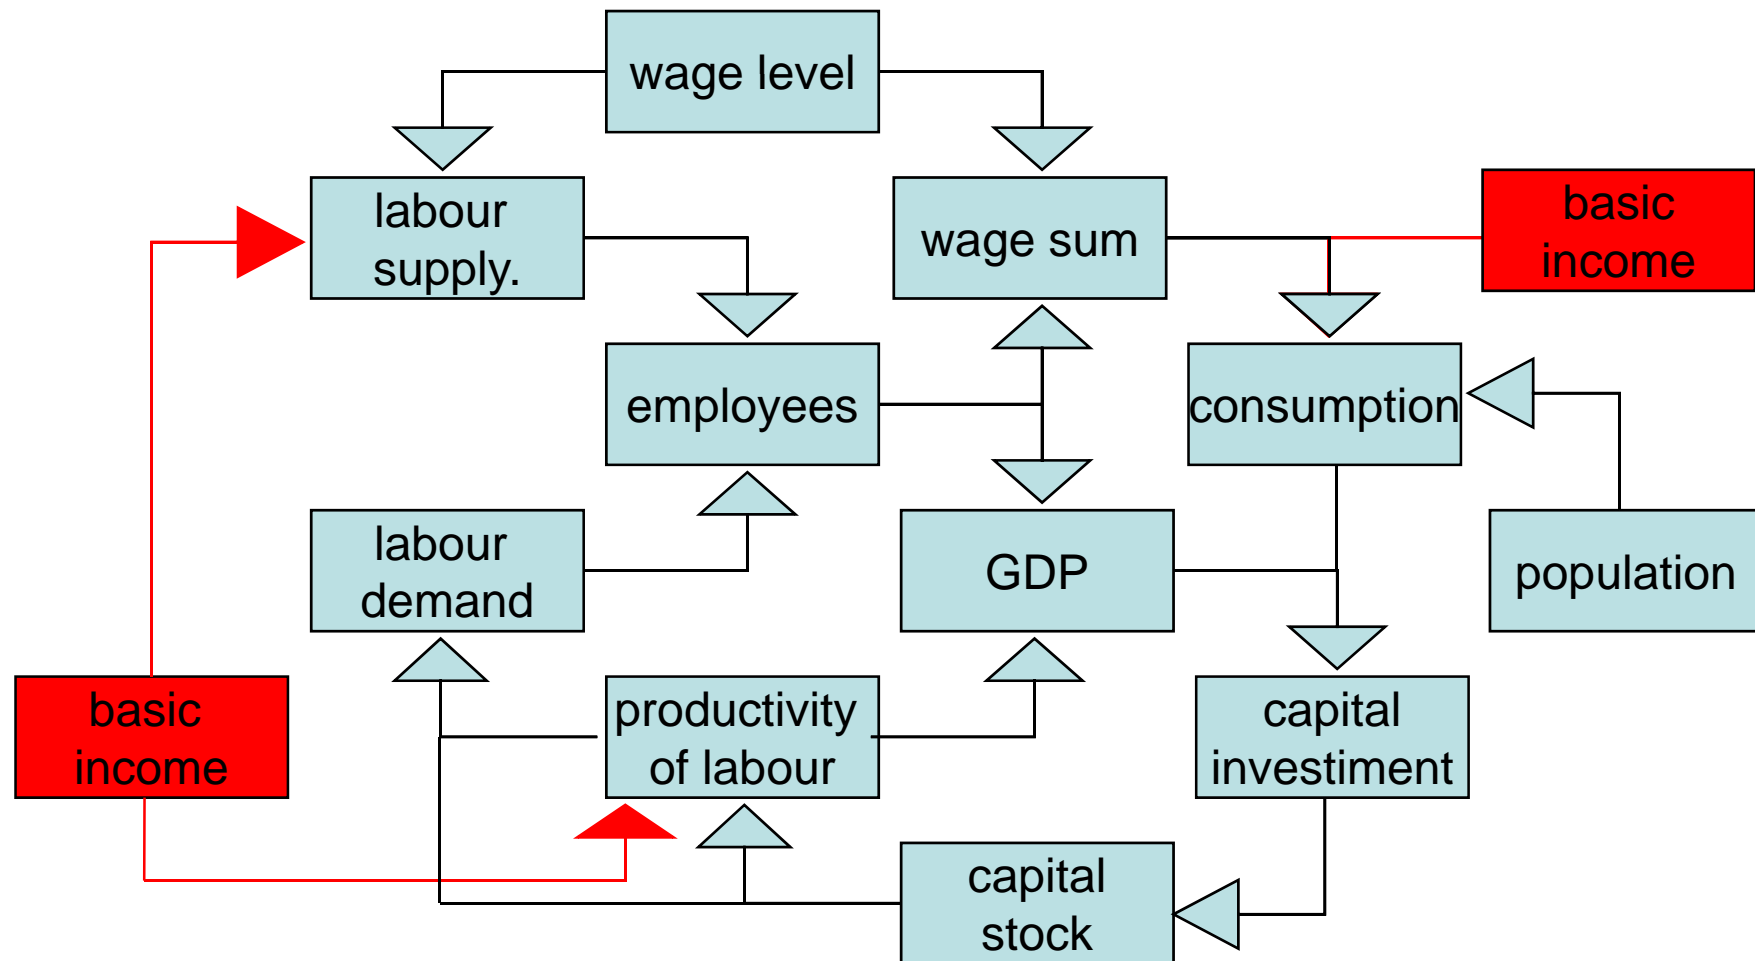 wage level
labour
supply.
wage sum
basic
income
employees
consumption
labour
demand
GDP
population
basic
income
productivity
of labour
capital
investiment
capital
stock